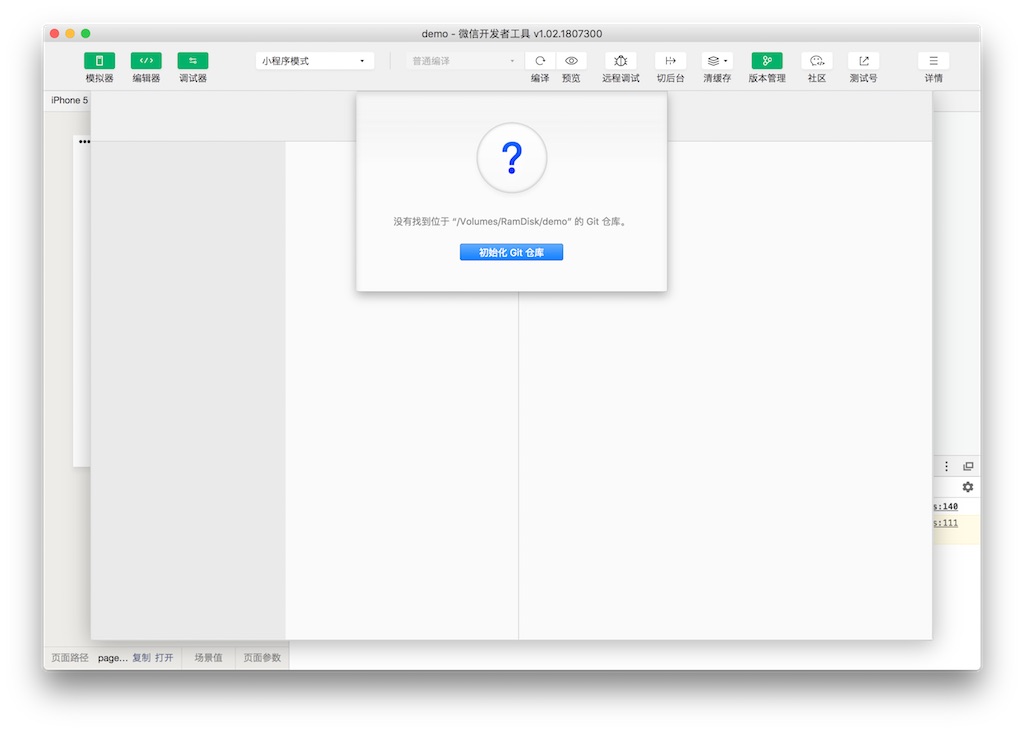 demo - 微信开发者工具 v1.02.1807300
模拟器 编辑器 调试器 小程序模式 普通编译 编译 预览 远程调试 切后台 清缓存 版本管理 社区 测试号 详情
iPhone 5
?
没有找到位于 “/Volumes/RamDisk/demo” 的 Git 仓库。
初始化 Git 仓库
s:140
s:111
页面路径 page... 复制 打开 场景值 页面参数